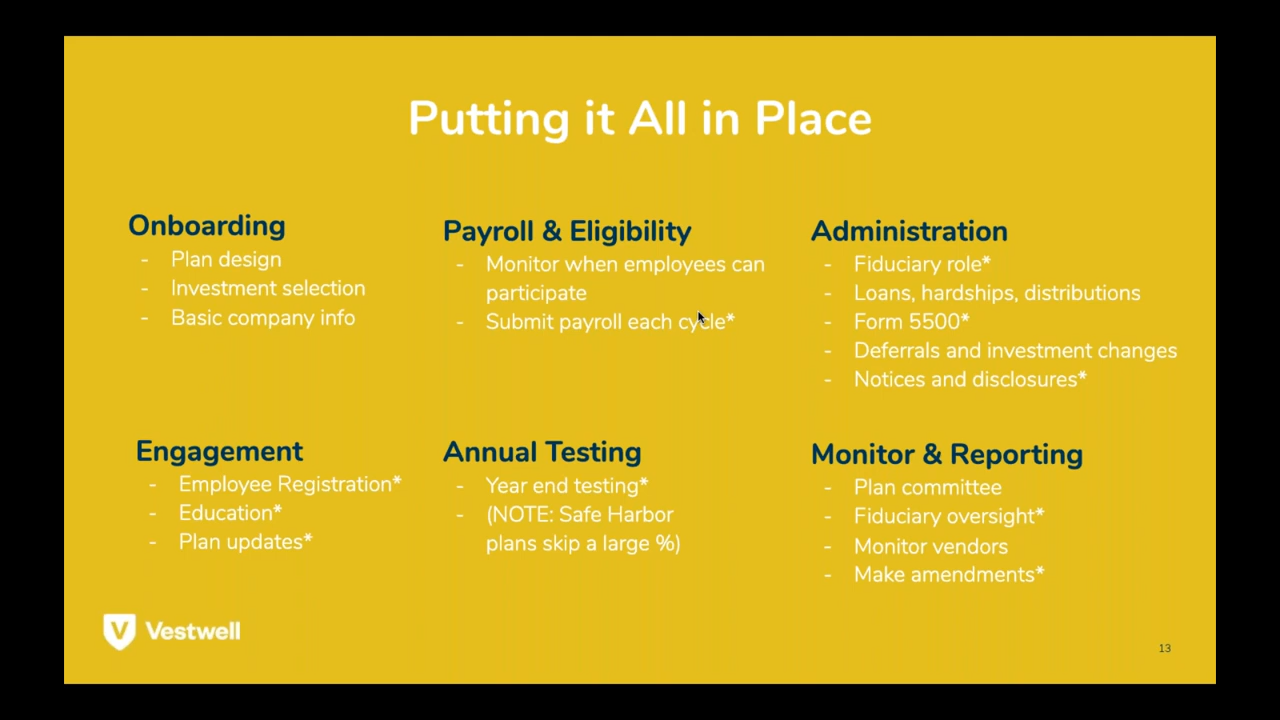 Putting it All in Place
Onboarding
- Plan design
- Investment selection
- Basic company info
Payroll & Eligibility
- Monitor when employees can
participate
- Submit payroll each cycle*
Administration
- Fiduciary role*
- Loans, hardships, distributions
- Form 5500*
- Deferrals and investment changes
- Notices and disclosures*
Engagement
- Employee Registration*
- Education*
- Plan updates*
Annual Testing
- Year end testing*
- (NOTE: Safe Harbor
plans skip a large %)
Monitor & Reporting
- Plan committee
- Fiduciary oversight*
- Monitor vendors
- Make amendments*
V Vestwell
13